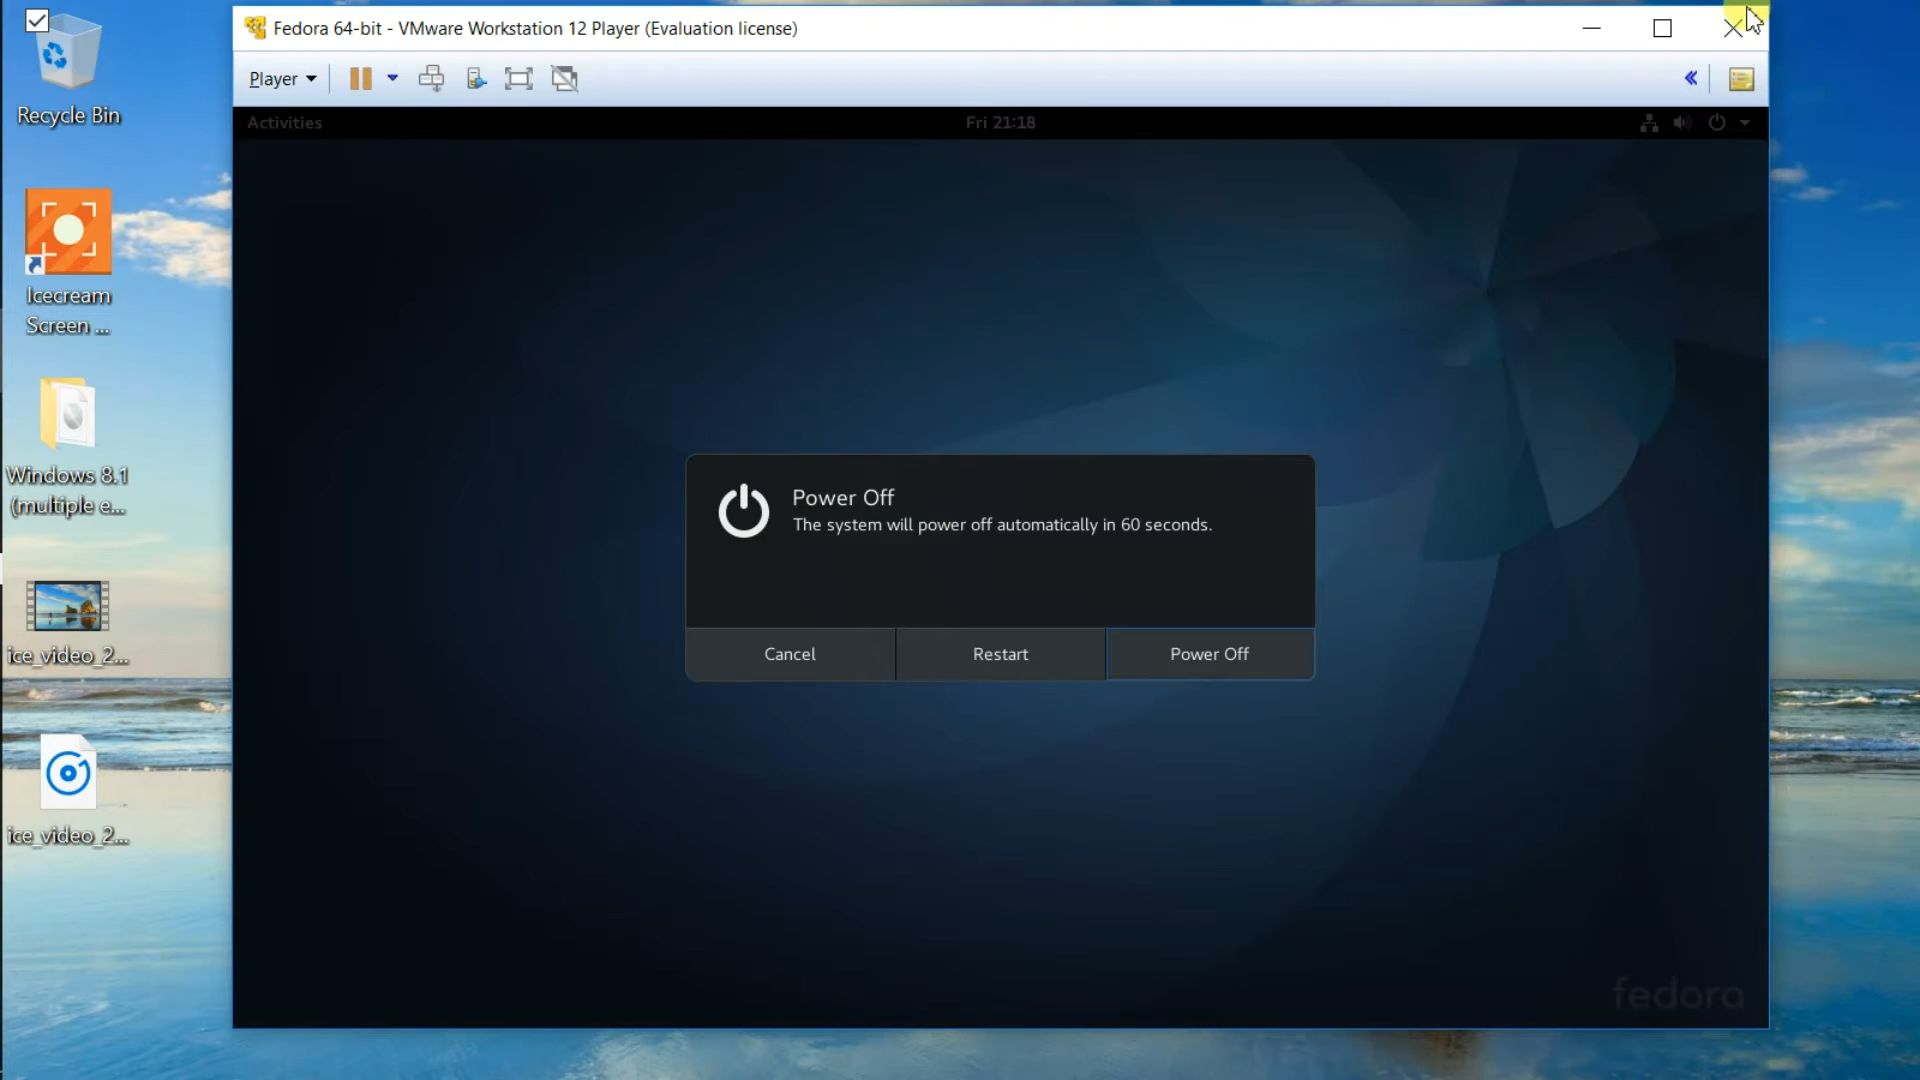 Recycle Bin
Icecream
Screen ...
Windows 8.1
(multiple e...
ice_video_2...
ice_video_2...
Fedora 64-bit - VMware Workstation 12 Player (Evaluation license)
Player
Activities
Fri 21:18
Power Off
The system will power off automatically in 60 seconds.
Cancel
Restart
Power Off
fedora